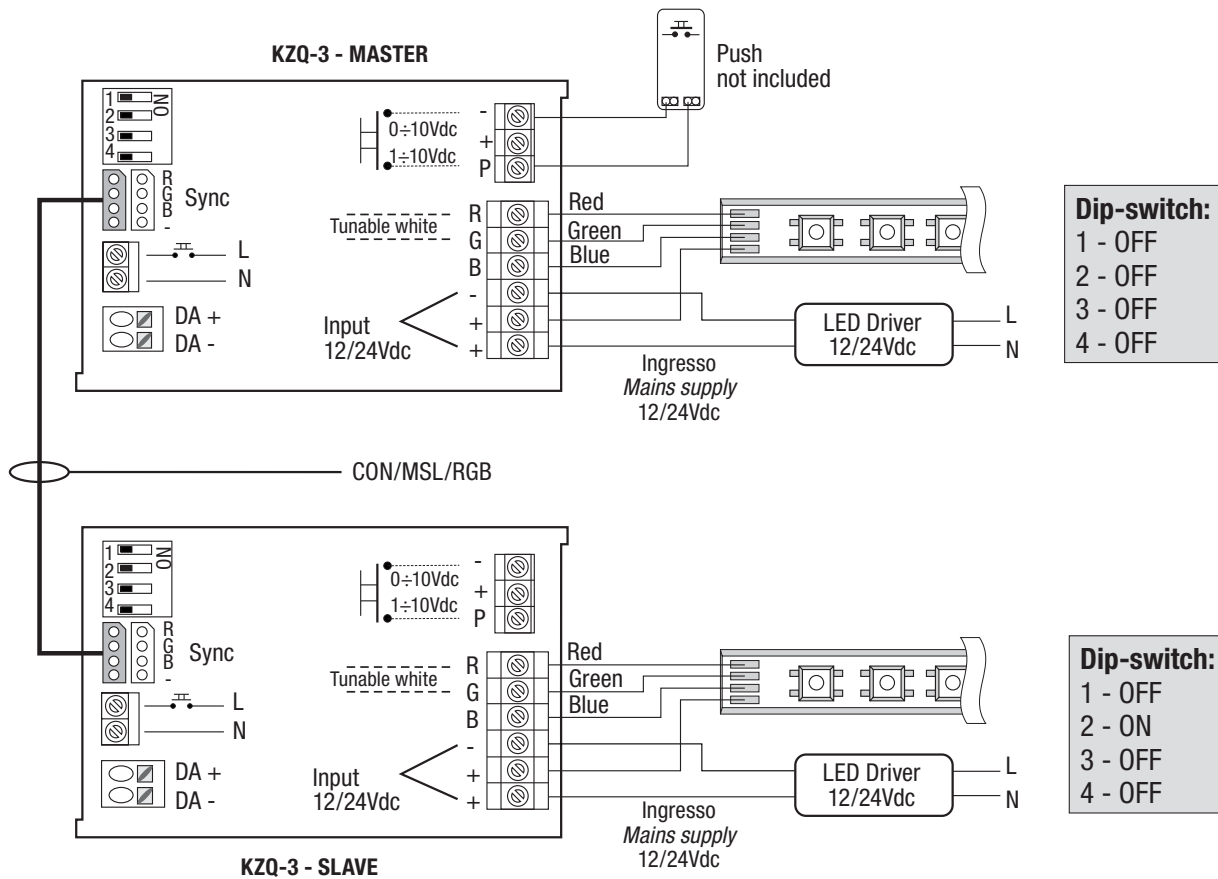 KZQ-3 - MASTER
Push
not included
1
2
3
4
ON
R
G
B
-
Sync
L
N
DA +
DA -
0÷10Vdc
1÷10Vdc
-
+
P
Tunable white
R
G
B
-
+
+
Input
12/24Vdc
Red
Green
Blue
LED Driver
12/24Vdc
L
N
Ingresso
Mains supply
12/24Vdc
Dip-switch:
1 - OFF
2 - OFF
3 - OFF
4 - OFF
CON/MSL/RGB
1
2
3
4
ON
R
G
B
-
Sync
L
N
DA +
DA -
0÷10Vdc
1÷10Vdc
-
+
P
Tunable white
R
G
B
-
+
+
Input
12/24Vdc
Red
Green
Blue
LED Driver
12/24Vdc
L
N
Ingresso
Mains supply
12/24Vdc
Dip-switch:
1 - OFF
2 - ON
3 - OFF
4 - OFF
KZQ-3 - SLAVE